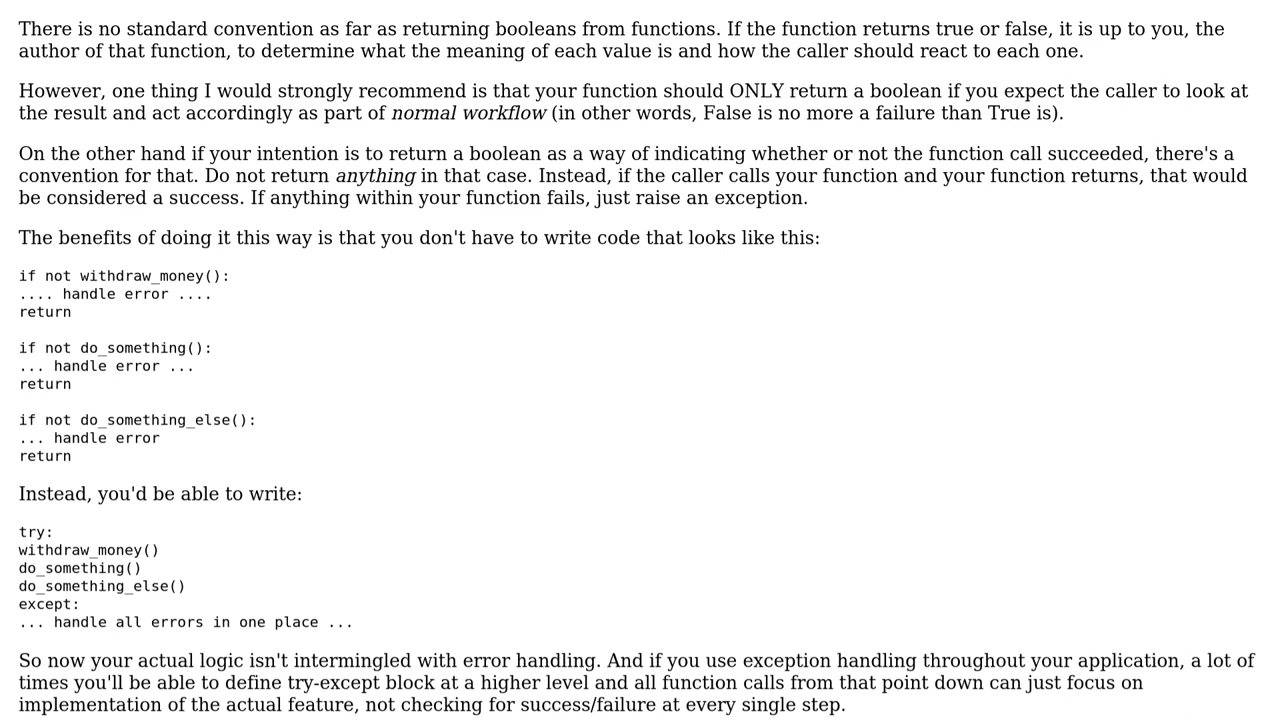 There is no standard convention as far as returning booleans from functions. If the function returns true or false, it is up to you, the
author of that function, to determine what the meaning of each value is and how the caller should react to each one.
However, one thing I would strongly recommend is that your function should ONLY return a boolean if you expect the caller to look at
the result and act accordingly as part of normal workflow (in other words, False is no more a failure than True is).
On the other hand if your intention is to return a boolean as a way of indicating whether or not the function call succeeded, there's a
convention for that. Do not return anything in that case. Instead, if the caller calls your function and your function returns, that would
be considered a success. If anything within your function fails, just raise an exception.
The benefits of doing it this way is that you don't have to write code that looks like this:
if not withdraw_money():
.... handle error ....
return
if not do_something():
... handle error ...
return
if not do_something_else():
... handle error
return
Instead, you'd be able to write:
try:
withdraw_money()
do_something()
do_something_else()
except:
... handle all errors in one place ...
So now your actual logic isn't intermingled with error handling. And if you use exception handling throughout your application, a lot of
times you'll be able to define try-except block at a higher level and all function calls from that point down can just focus on
implementation of the actual feature, not checking for success/failure at every single step.